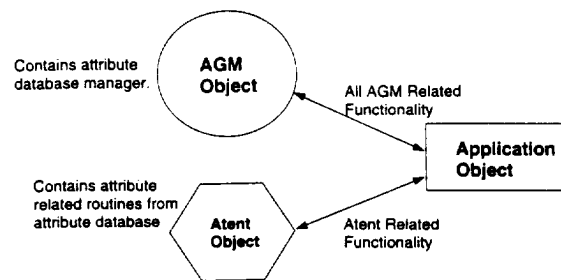 Contains attribute
database manager.
AGM
Object
All AGM Related
Functionality
Application
Object
Contains attribute
related routines from
attribute database
Atent
Object
Atent Related
Functionality